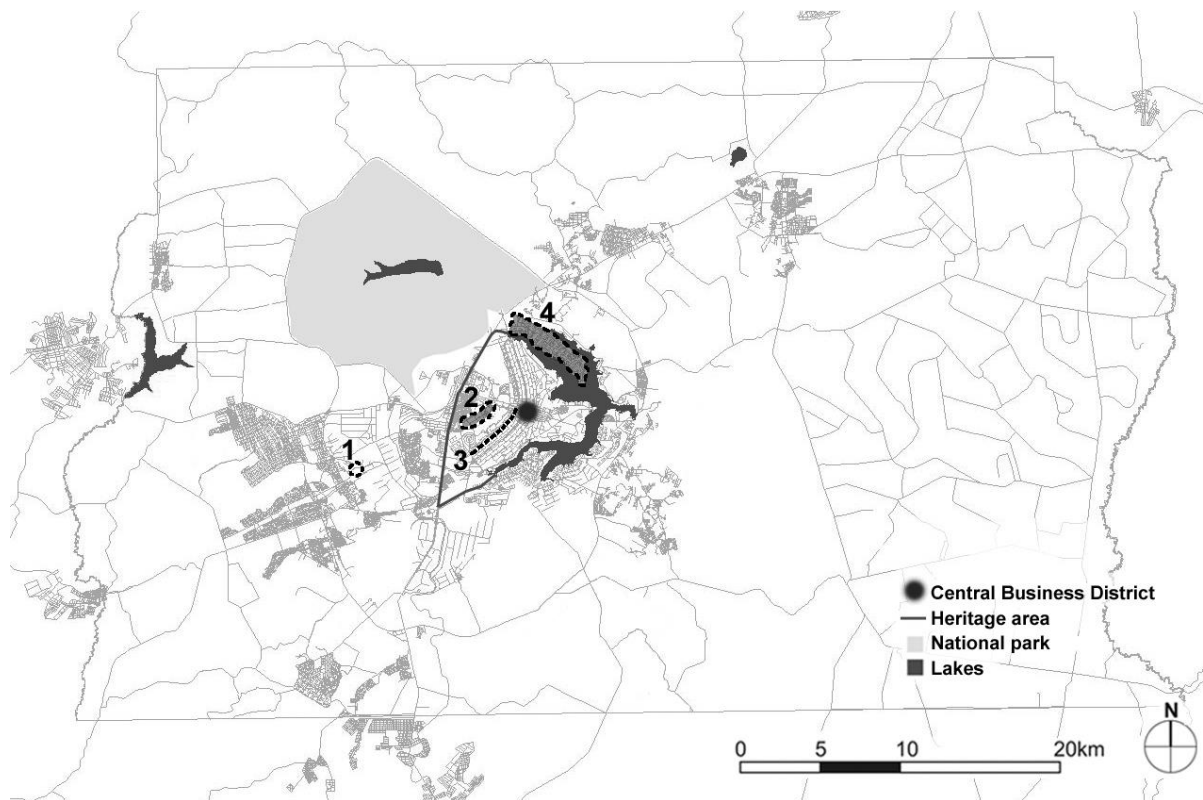 4
2
3
1
Central Business District
Heritage area
National park
Lakes
N
0 5 10 20km